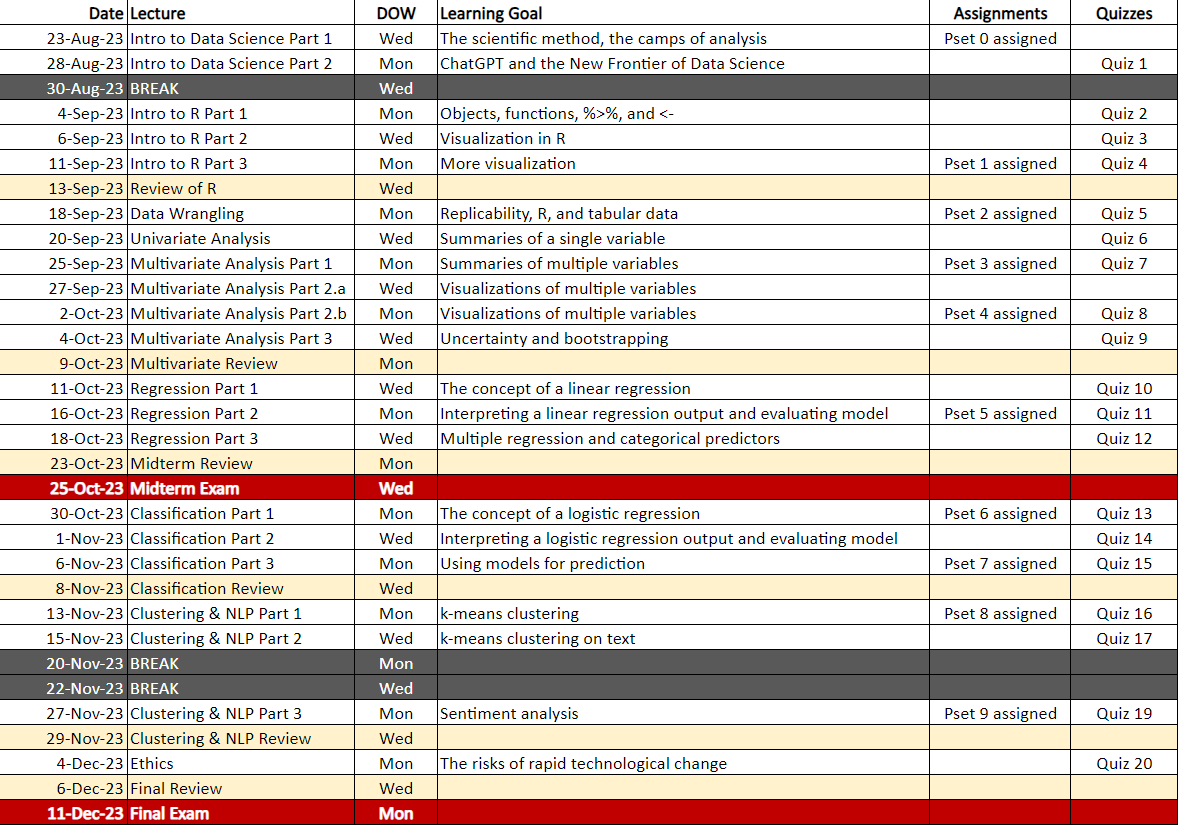 Date Lecture DOW Learning Goal Assignments Quizzes
23-Aug-23 Intro to Data Science Part 1 Wed The scientific method, the camps of analysis Pset 0 assigned
28-Aug-23 Intro to Data Science Part 2 Mon ChatGPT and the New Frontier of Data Science Quiz 1
30-Aug-23 BREAK Wed
4-Sep-23 Intro to R Part 1 Mon Objects, functions, %>%, and <- Quiz 2
6-Sep-23 Intro to R Part 2 Wed Visualization in R Quiz 3
11-Sep-23 Intro to R Part 3 Mon More visualization Pset 1 assigned Quiz 4
13-Sep-23 Review of R Wed
18-Sep-23 Data Wrangling Mon Replicability, R, and tabular data Pset 2 assigned Quiz 5
20-Sep-23 Univariate Analysis Wed Summaries of a single variable Quiz 6
25-Sep-23 Multivariate Analysis Part 1 Mon Summaries of multiple variables Pset 3 assigned Quiz 7
27-Sep-23 Multivariate Analysis Part 2.a Wed Visualizations of multiple variables
2-Oct-23 Multivariate Analysis Part 2.b Mon Visualizations of multiple variables Pset 4 assigned Quiz 8
4-Oct-23 Multivariate Analysis Part 3 Wed Uncertainty and bootstrapping Quiz 9
9-Oct-23 Multivariate Review Mon
11-Oct-23 Regression Part 1 Wed The concept of a linear regression Quiz 10
16-Oct-23 Regression Part 2 Mon Interpreting a linear regression output and evaluating model Pset 5 assigned Quiz 11
18-Oct-23 Regression Part 3 Wed Multiple regression and categorical predictors Quiz 12
23-Oct-23 Midterm Review Mon
25-Oct-23 Midterm Exam Wed
30-Oct-23 Classification Part 1 Mon The concept of a logistic regression Pset 6 assigned Quiz 13
1-Nov-23 Classification Part 2 Wed Interpreting a logistic regression output and evaluating model Quiz 14
6-Nov-23 Classification Part 3 Mon Using models for prediction Pset 7 assigned Quiz 15
8-Nov-23 Classification Review Wed
13-Nov-23 Clustering & NLP Part 1 Mon k-means clustering Pset 8 assigned Quiz 16
15-Nov-23 Clustering & NLP Part 2 Wed k-means clustering on text Quiz 17
20-Nov-23 BREAK Mon
22-Nov-23 BREAK Wed
27-Nov-23 Clustering & NLP Part 3 Mon Sentiment analysis Pset 9 assigned Quiz 19
29-Nov-23 Clustering & NLP Review Wed
4-Dec-23 Ethics Mon The risks of rapid technological change Quiz 20
6-Dec-23 Final Review Wed
11-Dec-23 Final Exam Mon